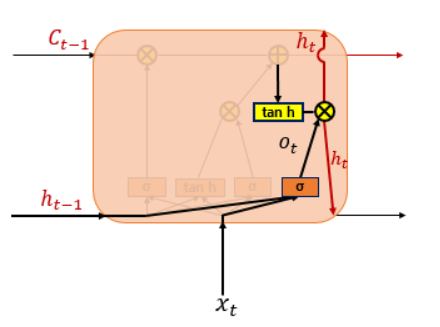 C_{t-1}
h_t
tan h
o_t
h_t
σ
tan h
σ
σ
h_{t-1}
x_t